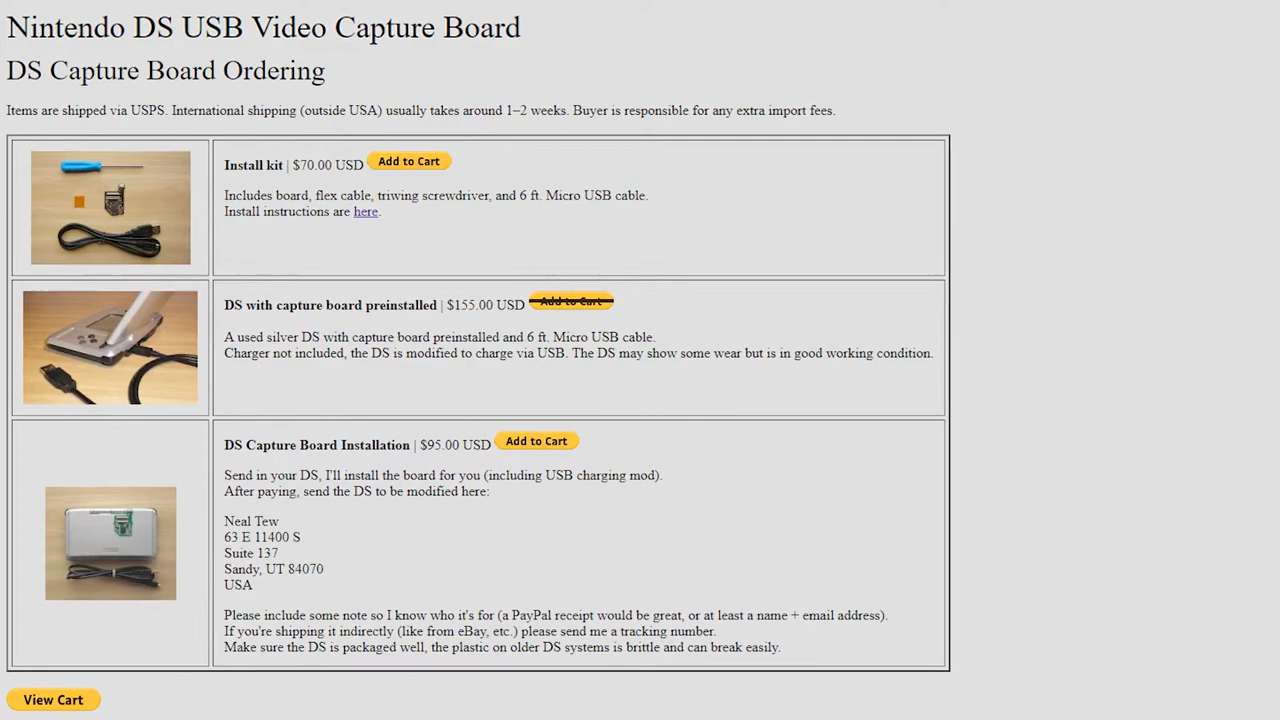 Nintendo DS USB Video Capture Board
DS Capture Board Ordering
Items are shipped via USPS. International shipping (outside USA) usually takes around 1–2 weeks. Buyer is responsible for any extra import fees.
Install kit | $70.00 USD Add to Cart
Includes board, flex cable, triwing screwdriver, and 6 ft. Micro USB cable.
Install instructions are here.
DS with capture board preinstalled | $155.00 USD Add to Cart
A used silver DS with capture board preinstalled and 6 ft. Micro USB cable.
Charger not included, the DS is modified to charge via USB. The DS may show some wear but is in good working condition.
DS Capture Board Installation | $95.00 USD Add to Cart
Send in your DS, I'll install the board for you (including USB charging mod).
After paying, send the DS to be modified here:
Neal Tew
63 E 11400 S
Suite 137
Sandy, UT 84070
USA
Please include some note so I know who it's for (a PayPal receipt would be great, or at least a name + email address).
If you're shipping it indirectly (like from eBay, etc.) please send me a tracking number.
Make sure the DS is packaged well, the plastic on older DS systems is brittle and can break easily.
View Cart